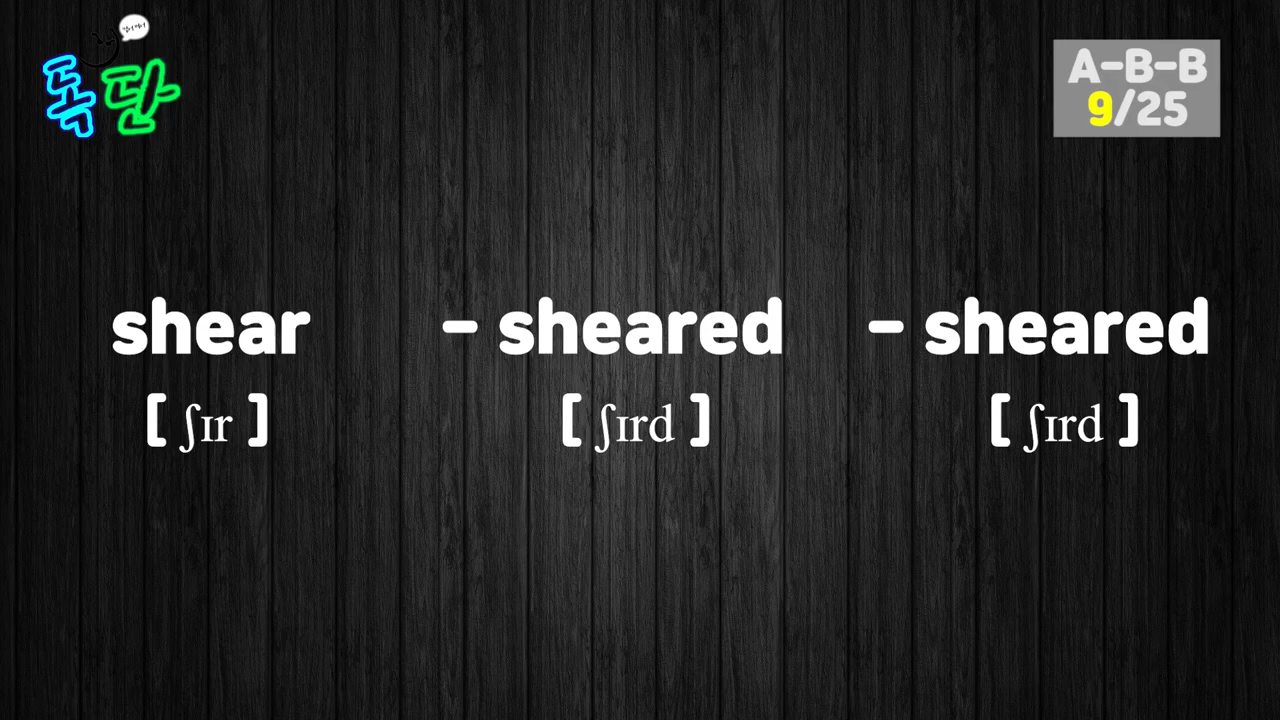 독단
A-B-B
9/25
shear - sheared - sheared
[ ʃɪr ] [ ʃɪrd ] [ ʃɪrd ]